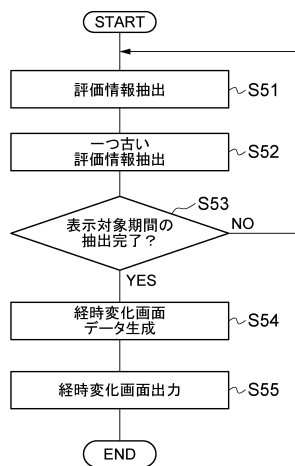 START
評価情報抽出
S51
一つ古い
評価情報抽出
S52
S53
表示対象期間の
抽出完了？
NO
YES
経時変化画面
データ生成
S54
経時変化画面出力
S55
END